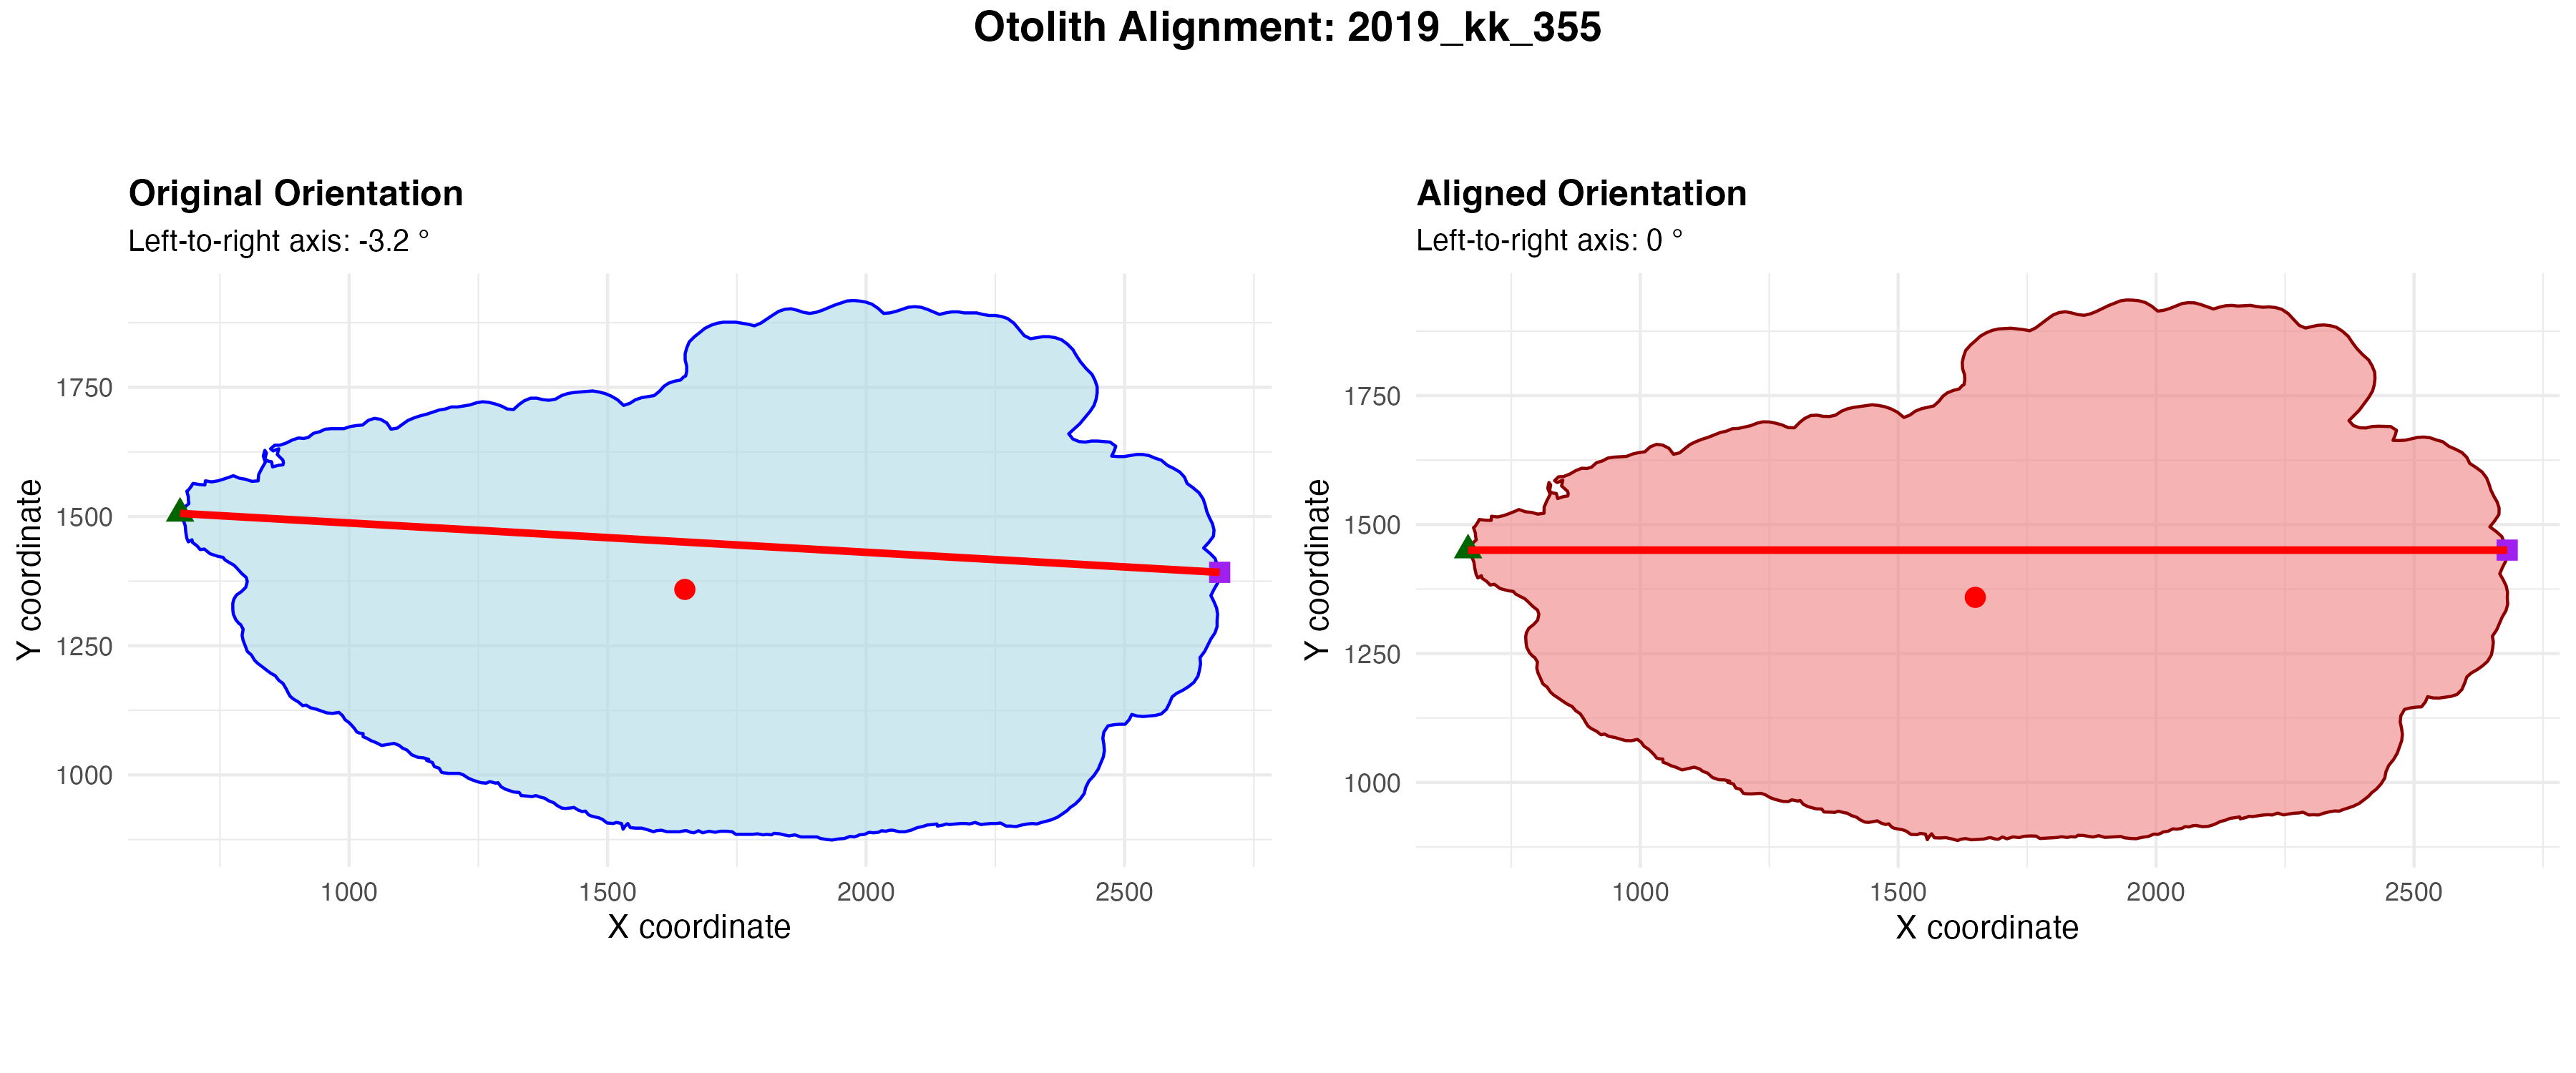 Otolith Alignment: 2019_kk_355
Original Orientation
Left-to-right axis: -3.2 °
Y coordinate
1750
1500
1250
1000
1000
1500
2000
2500
X coordinate
Aligned Orientation
Left-to-right axis: 0 °
Y coordinate
1750
1500
1250
1000
1000
1500
2000
2500
X coordinate